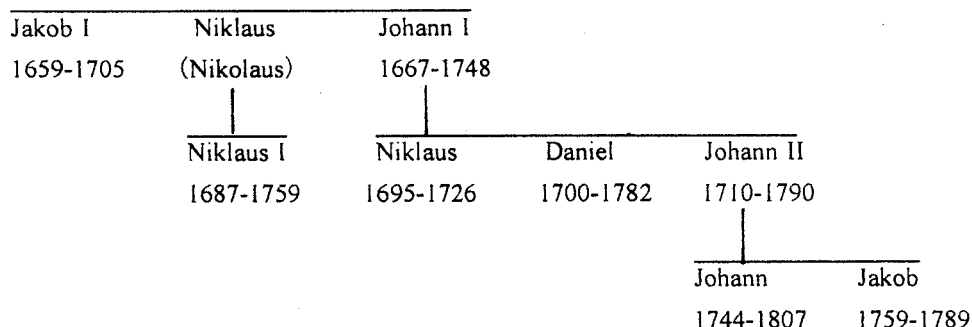 Jakob I Niklaus Johann I
1659-1705 (Nikolaus) 1667-1748
Niklaus I Niklaus Daniel Johann II
1687-1759 1695-1726 1700-1782 1710-1790
Johann Jakob
1744-1807 1759-1789